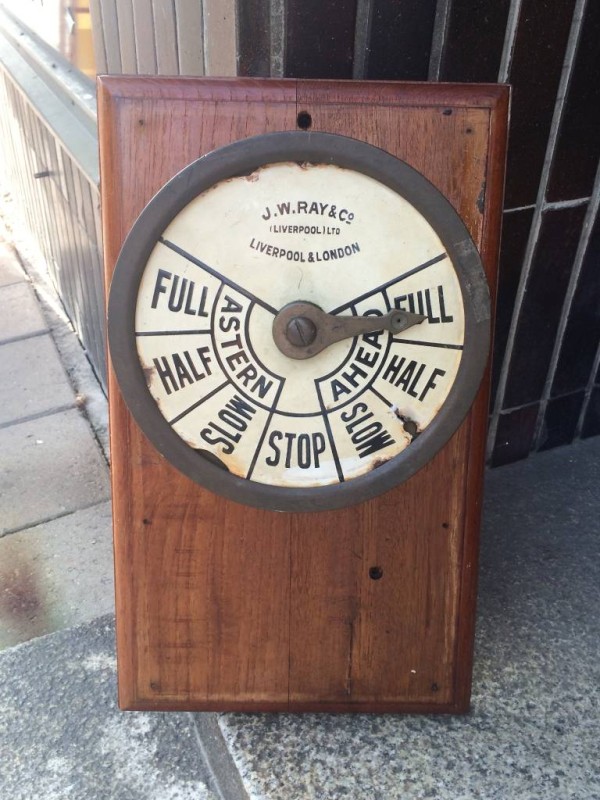 J.W.RAY&Cº
(LIVERPOOL) LTD
LIVERPOOL & LONDON
FULL
HALF
SLOW
ASTERN
STOP
SLOW
HALF
FULL
AHEAD